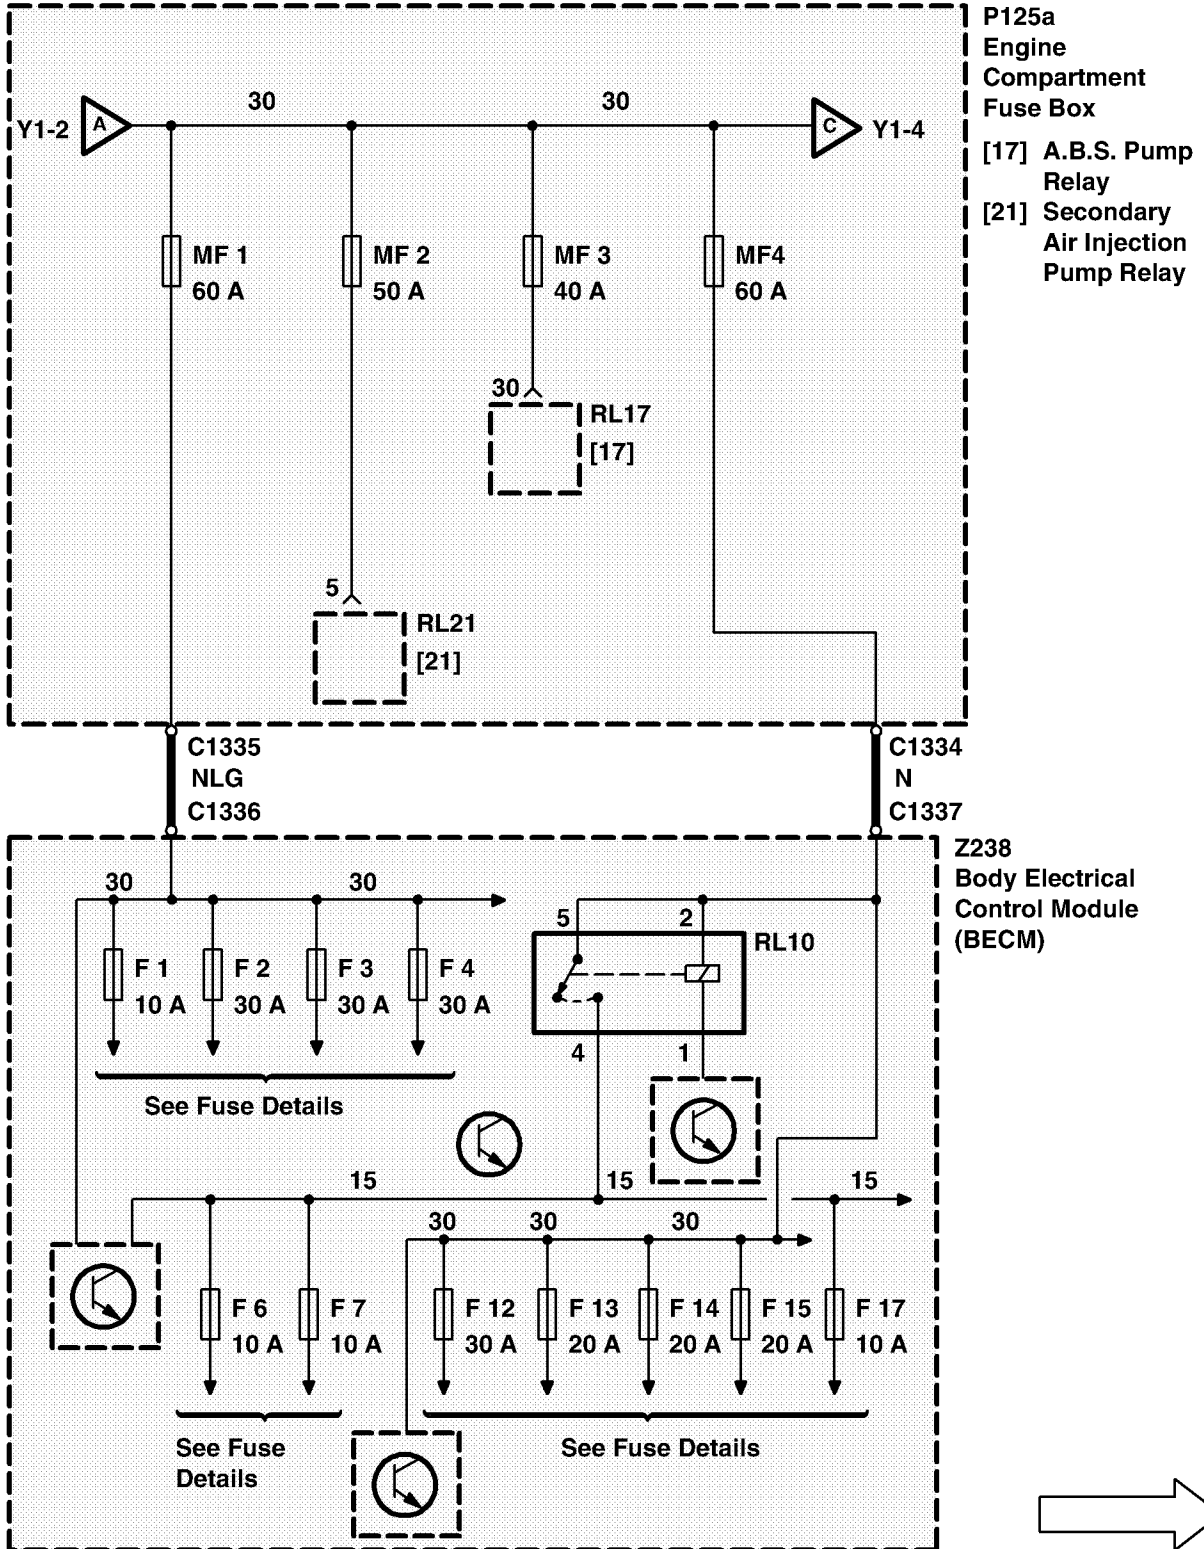 P125a
Engine
Compartment
Fuse Box
[17] A.B.S. Pump
Relay
[21] Secondary
Air Injection
Pump Relay
30 30
Y1-2 A C Y1-4
MF 1 MF 2 MF 3 MF4
60 A 50 A 40 A 60 A
30
RL17
[17]
5
RL21
[21]
C1335 C1334
NLG N
C1336 C1337
Z238
Body Electrical
Control Module
(BECM)
30 30
5 2
RL10
F 1 F 2 F 3 F 4
10 A 30 A 30 A 30 A
4 1
See Fuse Details
15 15 15
30 30 30
F 6 F 7 F 12 F 13 F 14 F 15 F 17
10 A 10 A 30 A 20 A 20 A 20 A 10 A
See Fuse
Details
See Fuse Details